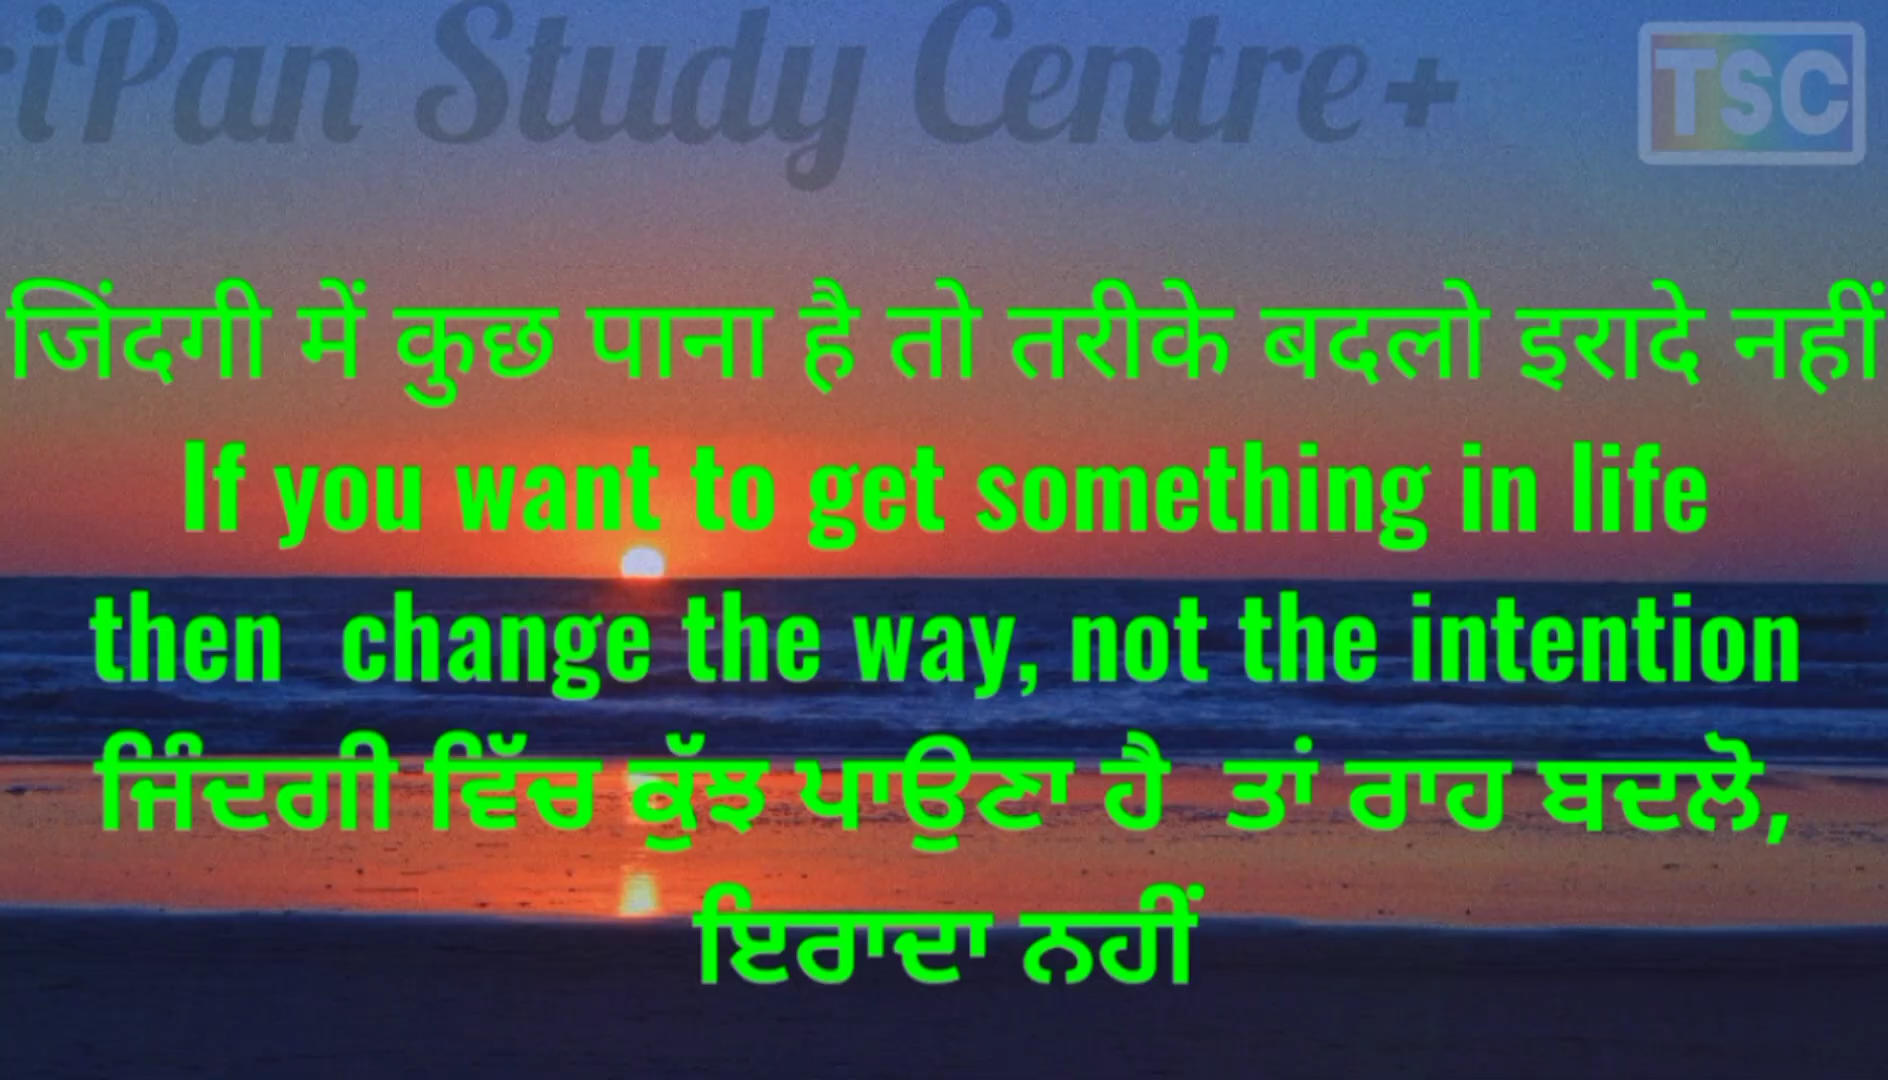 riPan Study Centre+
TSC
जिंदगी में कुछ पाना है तो तरीके बदलो इरादे नहीं
If you want to get something in life
then change the way, not the intention
ਜਿੰਦਗੀ ਵਿੱਚ ਕੁੱਝ ਪਾਉਣਾ ਹੈ ਤਾਂ ਰਾਹ ਬਦਲੋ,
ਇਰਾਦਾ ਨਹੀਂ